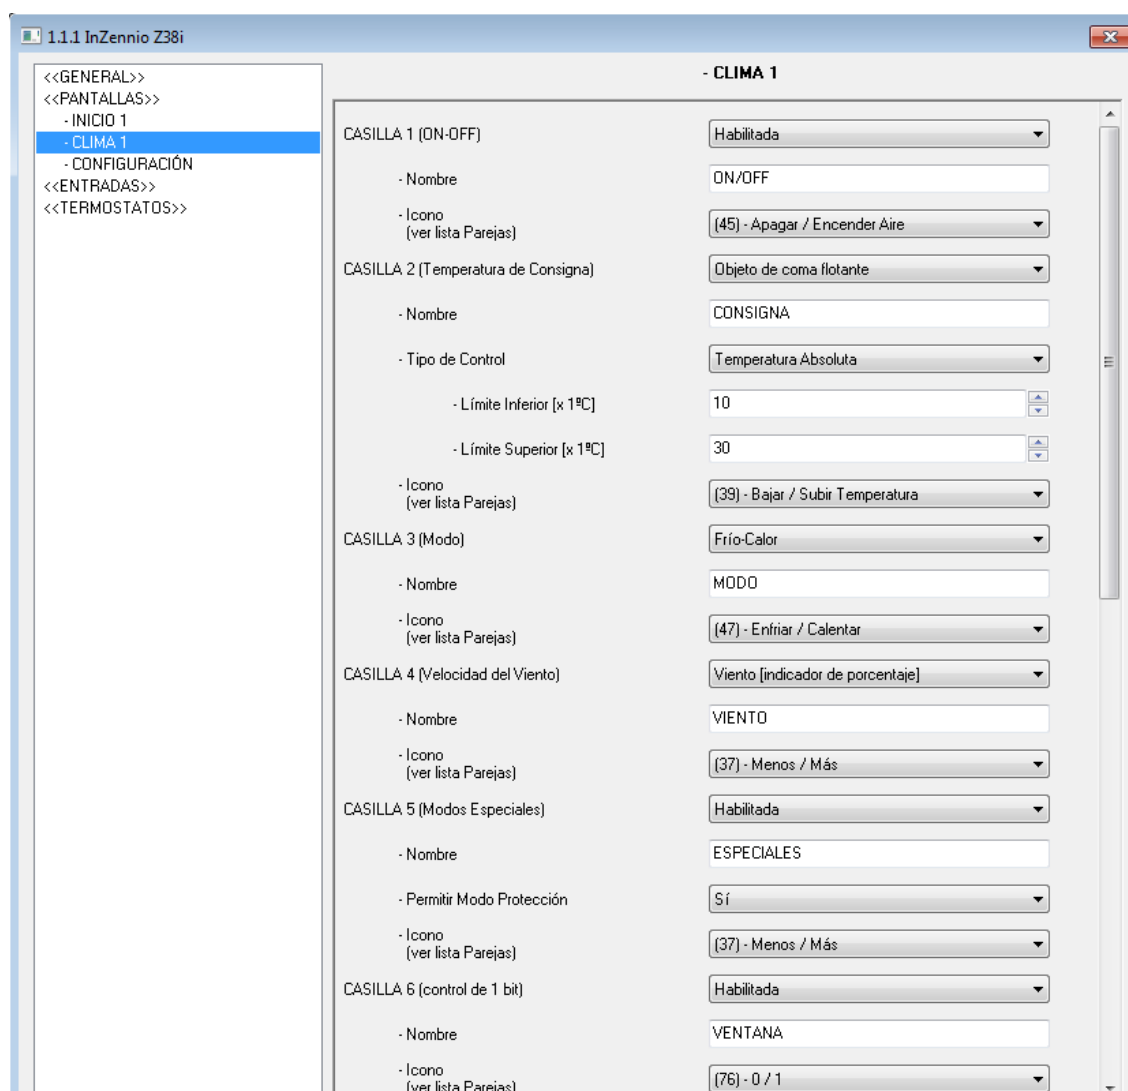 1.1.1 InZennio Z38i
<<GENERAL>>
<<PANTALLAS>>
- INICIO 1
- CLIMA 1
- CONFIGURACIÓN
<<ENTRADAS>>
<<TERMOSTATOS>>
- CLIMA 1
CASILLA 1 (ON-OFF) Habilitada
- Nombre ON/OFF
- Icono
(ver lista Parejas) (45) - Apagar / Encender Aire
CASILLA 2 (Temperatura de Consigna) Objeto de coma flotante
- Nombre CONSIGNA
- Tipo de Control Temperatura Absoluta
- Límite Inferior [x 1ºC] 10
- Límite Superior [x 1ºC] 30
- Icono
(ver lista Parejas) (39) - Bajar / Subir Temperatura
CASILLA 3 (Modo) Frío-Calor
- Nombre MODO
- Icono
(ver lista Parejas) (47) - Enfriar / Calentar
CASILLA 4 (Velocidad del Viento) Viento [indicador de porcentaje]
- Nombre VIENTO
- Icono
(ver lista Parejas) (37) - Menos / Más
CASILLA 5 (Modos Especiales) Habilitada
- Nombre ESPECIALES
- Permitir Modo Protección Sí
- Icono
(ver lista Parejas) (37) - Menos / Más
CASILLA 6 (control de 1 bit) Habilitada
- Nombre VENTANA
- Icono
(ver lista Parejas) (76) - 0 / 1